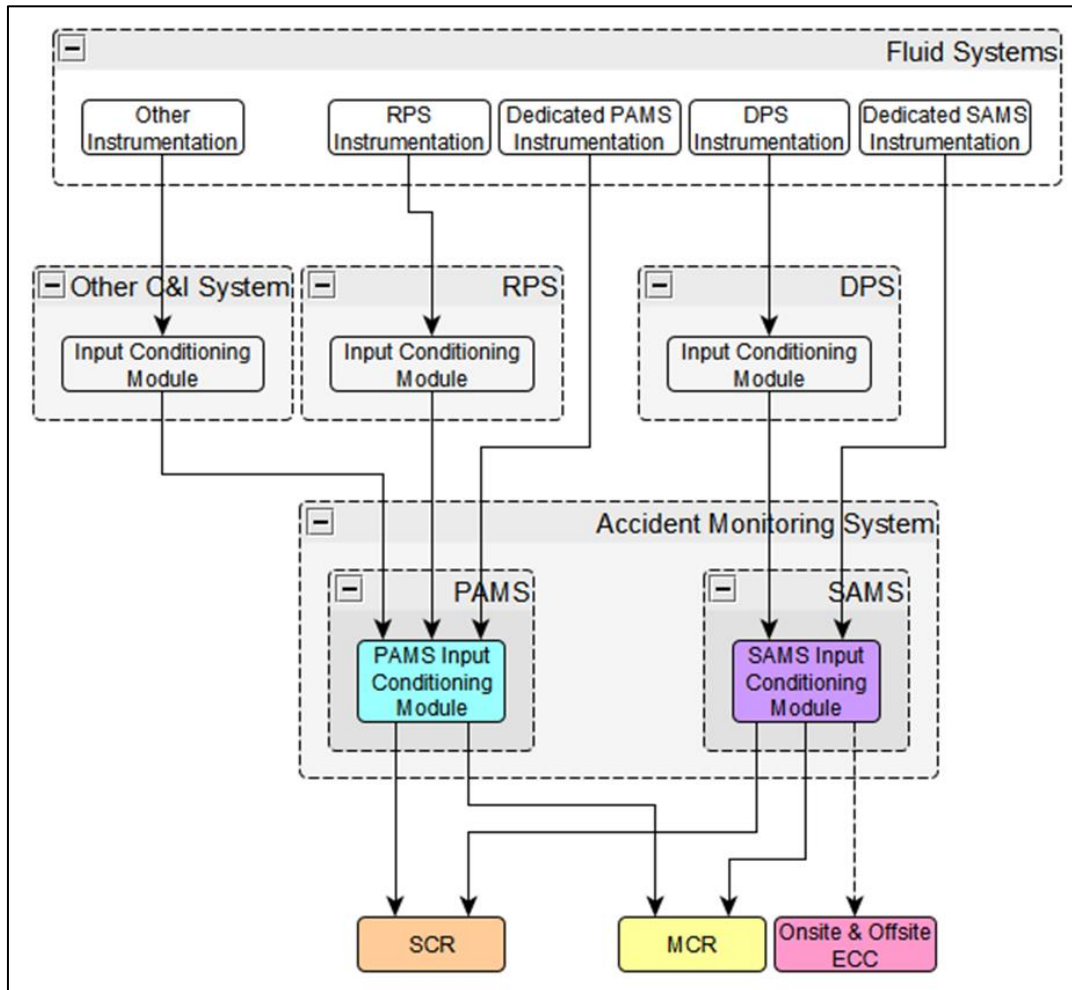 Fluid Systems
Other
Instrumentation
RPS
Instrumentation
Dedicated PAMS
Instrumentation
DPS
Instrumentation
Dedicated SAMS
Instrumentation
Other C&I System
RPS
DPS
Input Conditioning
Module
Input Conditioning
Module
Input Conditioning
Module
Accident Monitoring System
PAMS
SAMS
PAMS Input
Conditioning
Module
SAMS Input
Conditioning
Module
SCR
MCR
Onsite & Offsite
ECC